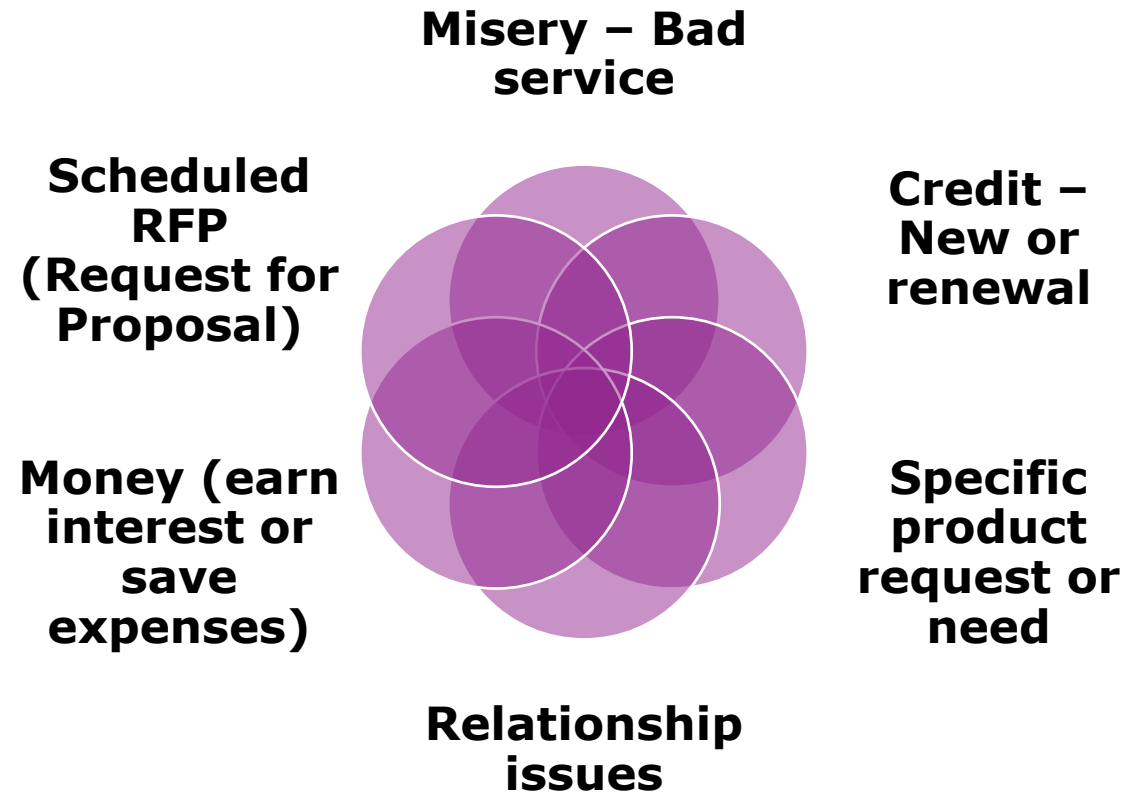 Misery – Bad
service
Credit –
New or
renewal
Specific
product
request or
need
Relationship
issues
Money (earn
interest or
save
expenses)
Scheduled
RFP
(Request for
Proposal)